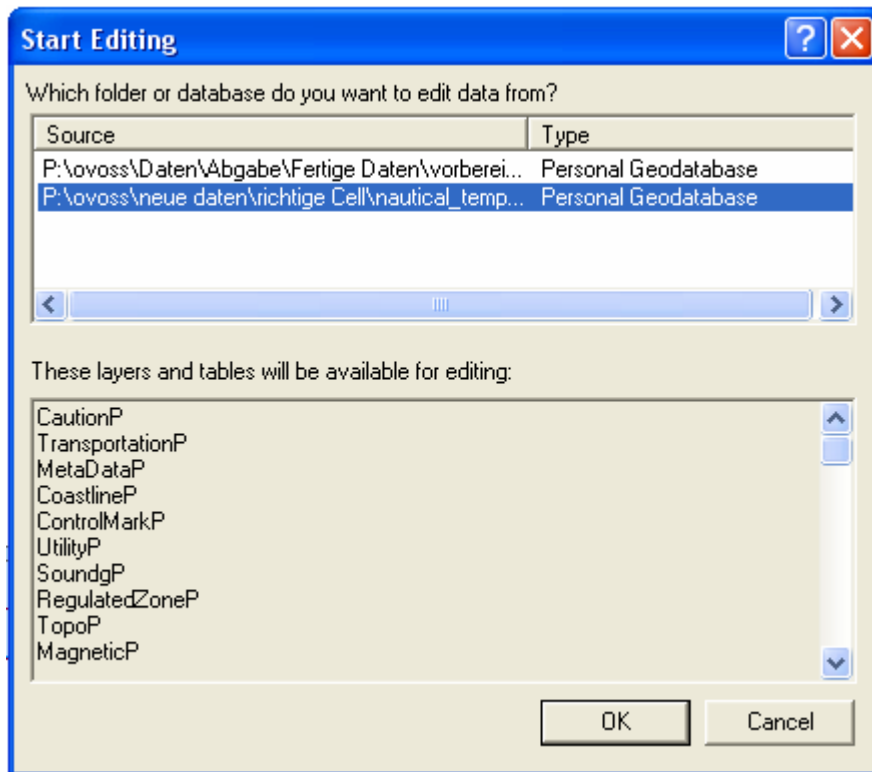 Start Editing
Which folder or database do you want to edit data from?
Source Type
P:\ovoss\Daten\Abgabe\Fertige Daten\vorberei... Personal Geodatabase
P:\ovoss\neue daten\richtige Cell\nautical_temp... Personal Geodatabase
These layers and tables will be available for editing:
CautionP
TransportationP
MetaDataP
CoastlineP
ControlMarkP
UtilityP
SoundgP
RegulatedZoneP
TopoP
MagneticP
OK Cancel